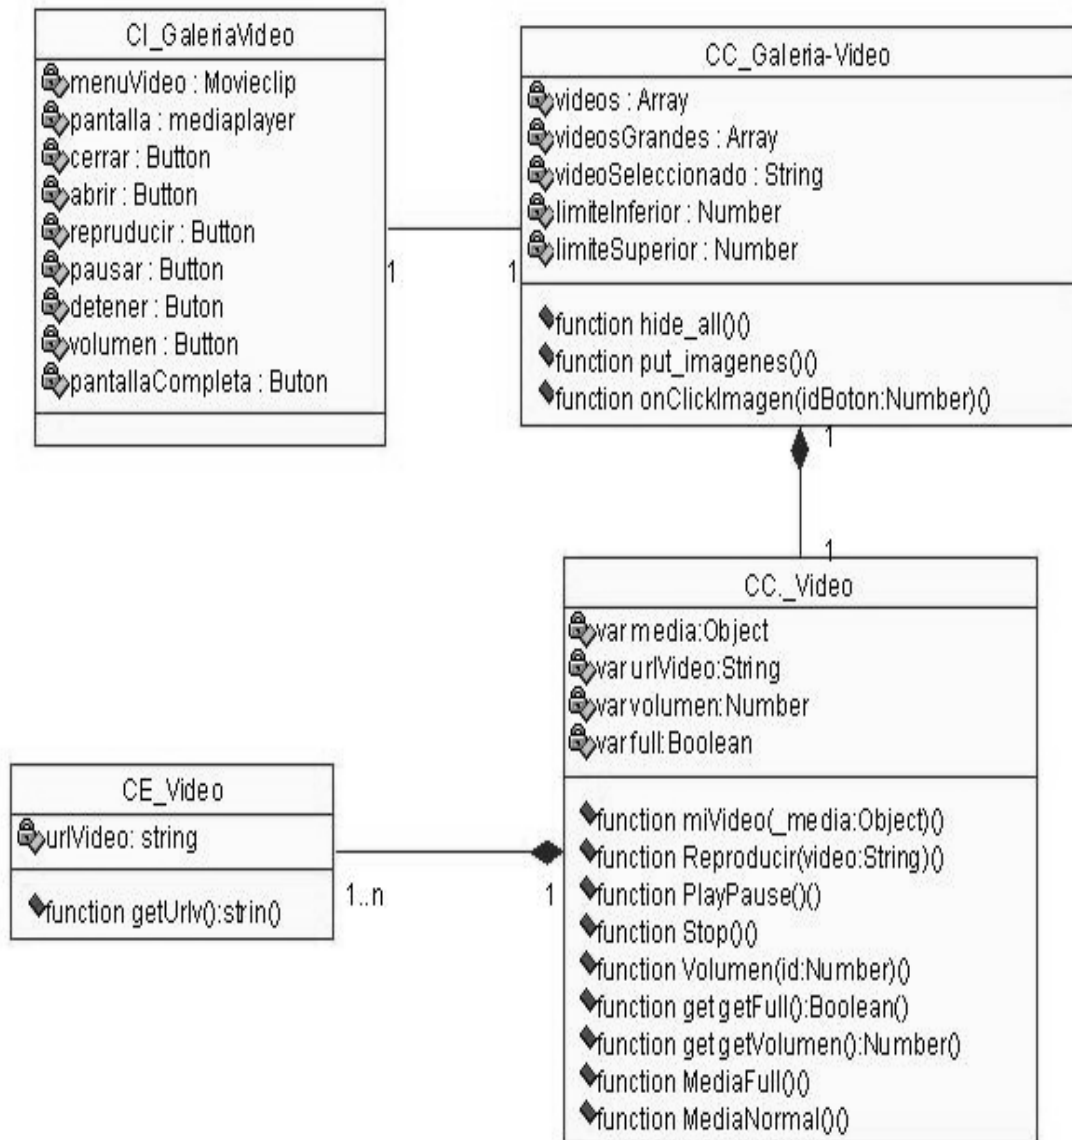 CI_GaleriaVideo
menuVideo : Movieclip
pantalla : mediaplayer
cerrar : Button
abrir : Button
repruducir : Button
pausar : Button
detener : Buton
volumen : Button
pantallaCompleta : Buton
1
1
CC_Galeria-Video
videos : Array
videosGrandes : Array
videoSeleccionado : String
limiteInferior : Number
limiteSuperior : Number
function hide_all()()
function put_imagenes()()
function onClickImagen(idBoton:Number)()
1
1
CC._Video
var media:Object
var urlVideo:String
var volumen:Number
var full:Boolean
function miVideo(_media:Object)()
function Reproducir(video:String)()
function PlayPause()()
function Stop()()
function Volumen(id:Number)()
function get getFull():Boolean()
function get getVolumen():Number()
function MediaFull()()
function MediaNormal()()
CE_Video
urlVideo: string
function getUrlv():strin()
1..n
1